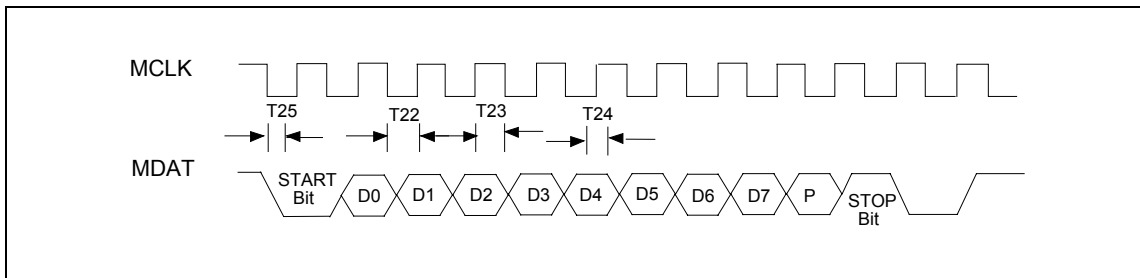 MCLK
T25
T22
T23
T24
MDAT
START
Bit
D0
D1
D2
D3
D4
D5
D6
D7
P
STOP
Bit